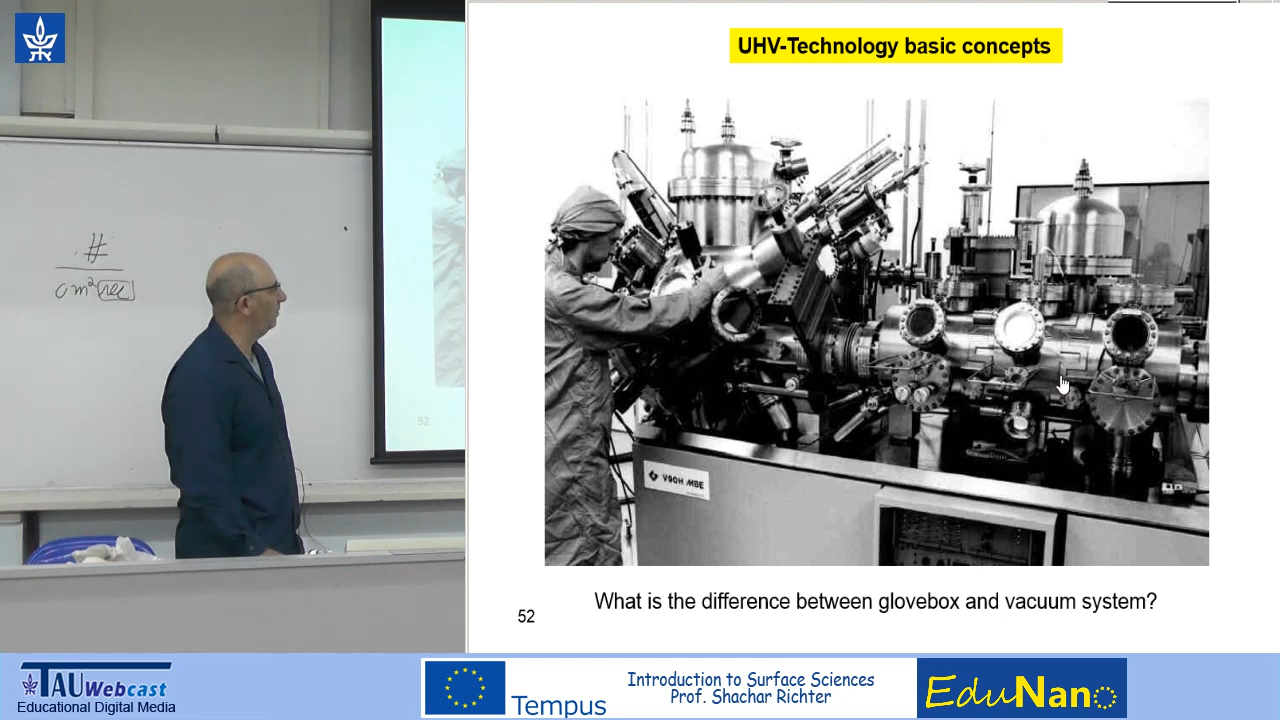 #
cm² sec
52
UHV-Technology basic concepts
V90H MBE
What is the difference between glovebox and vacuum system?
52
TAU Webcast
Educational Digital Media
Tempus
Introduction to Surface Sciences
Prof. Shachar Richter
EduNano